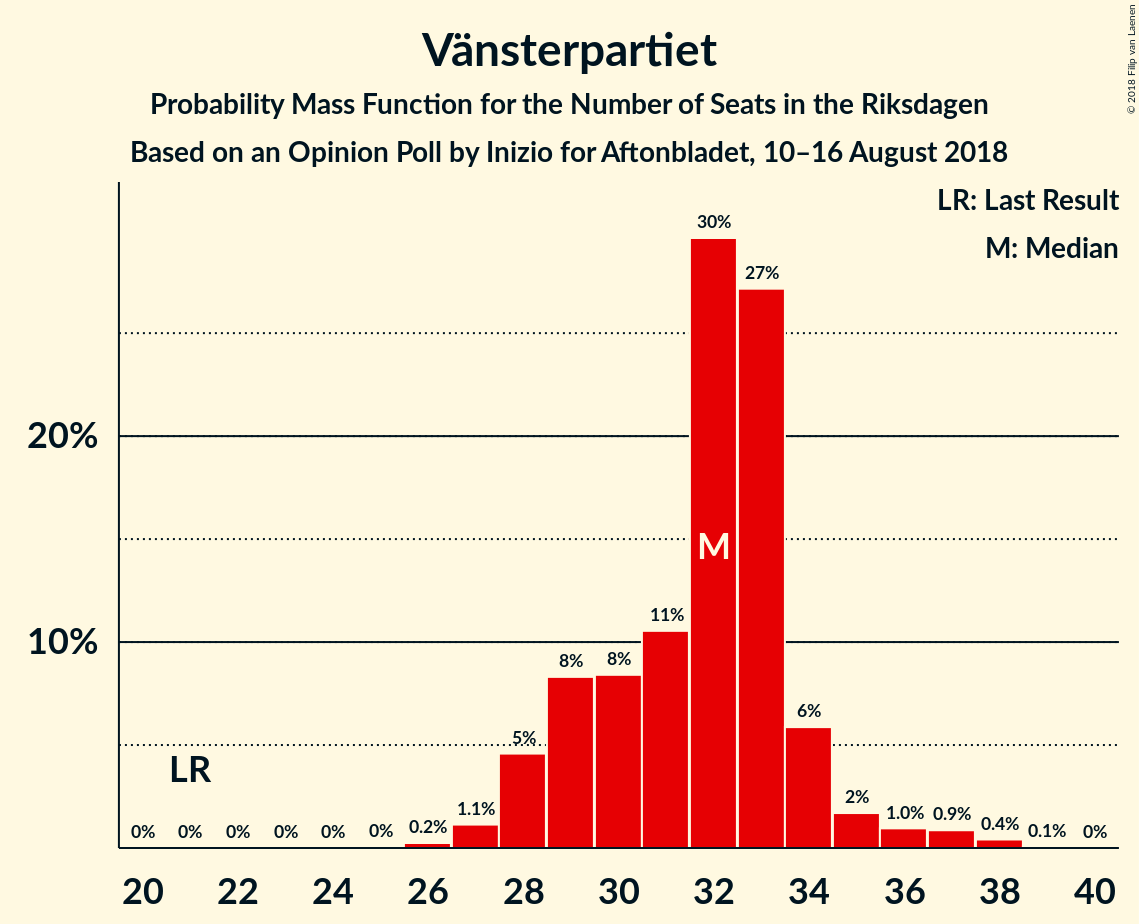 Vänsterpartiet
Probability Mass Function for the Number of Seats in the Riksdagen
Based on an Opinion Poll by Inizio for Aftonbladet, 10–16 August 2018
© 2018 Filip van Laenen
LR: Last Result
M: Median
30%
27%
20%
M
11%
10%
8%
8%
6%
5%
LR
2%
1.1%
1.0%
0.9%
0%
0%
0%
0%
0%
0%
0.2%
0.4%
0.1%
0%
20 22 24 26 28 30 32 34 36 38 40